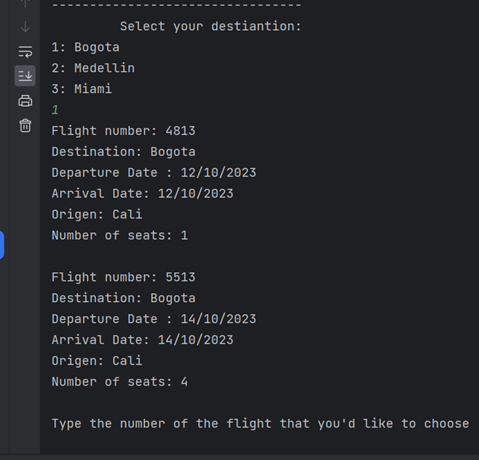 --------------------------------
Select your destiantion:
1: Bogota
2: Medellin
3: Miami
1
Flight number: 4813
Destination: Bogota
Departure Date : 12/10/2023
Arrival Date: 12/10/2023
Origen: Cali
Number of seats: 1
Flight number: 5513
Destination: Bogota
Departure Date : 14/10/2023
Arrival Date: 14/10/2023
Origen: Cali
Number of seats: 4
Type the number of the flight that you'd like to choose